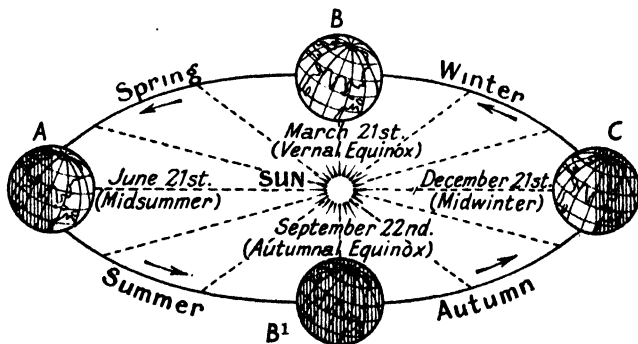 B
Spring
Winter
A
March 21st.
(Vernal Equinox)
C
June 21st.
(Midsummer)
SUN
December 21st.
(Midwinter)
September 22nd.
(Autumnal Equinox)
Summer
Autumn
B¹